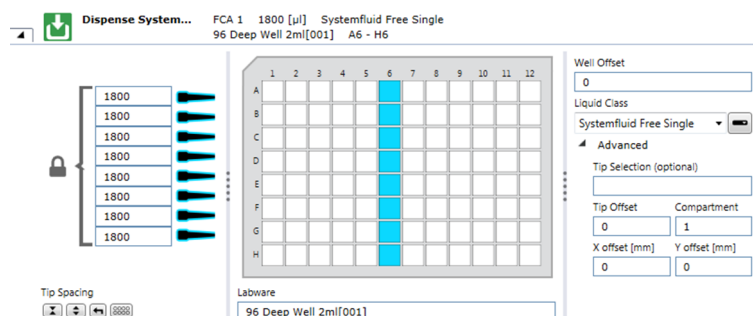 Dispense System... FCA 1 1800 [µl] Systemfluid Free Single
96 Deep Well 2ml[001] A6 - H6
Well Offset
0
Liquid Class
Systemfluid Free Single
Advanced
Tip Selection (optional)
Tip Offset Compartment
0 1
X offset [mm] Y offset [mm]
0 0
1800
1800
1800
1800
1800
1800
1800
1800
1 2 3 4 5 6 7 8 9 10 11 12
A
B
C
D
E
F
G
H
Tip Spacing
Labware
96 Deep Well 2ml[001]